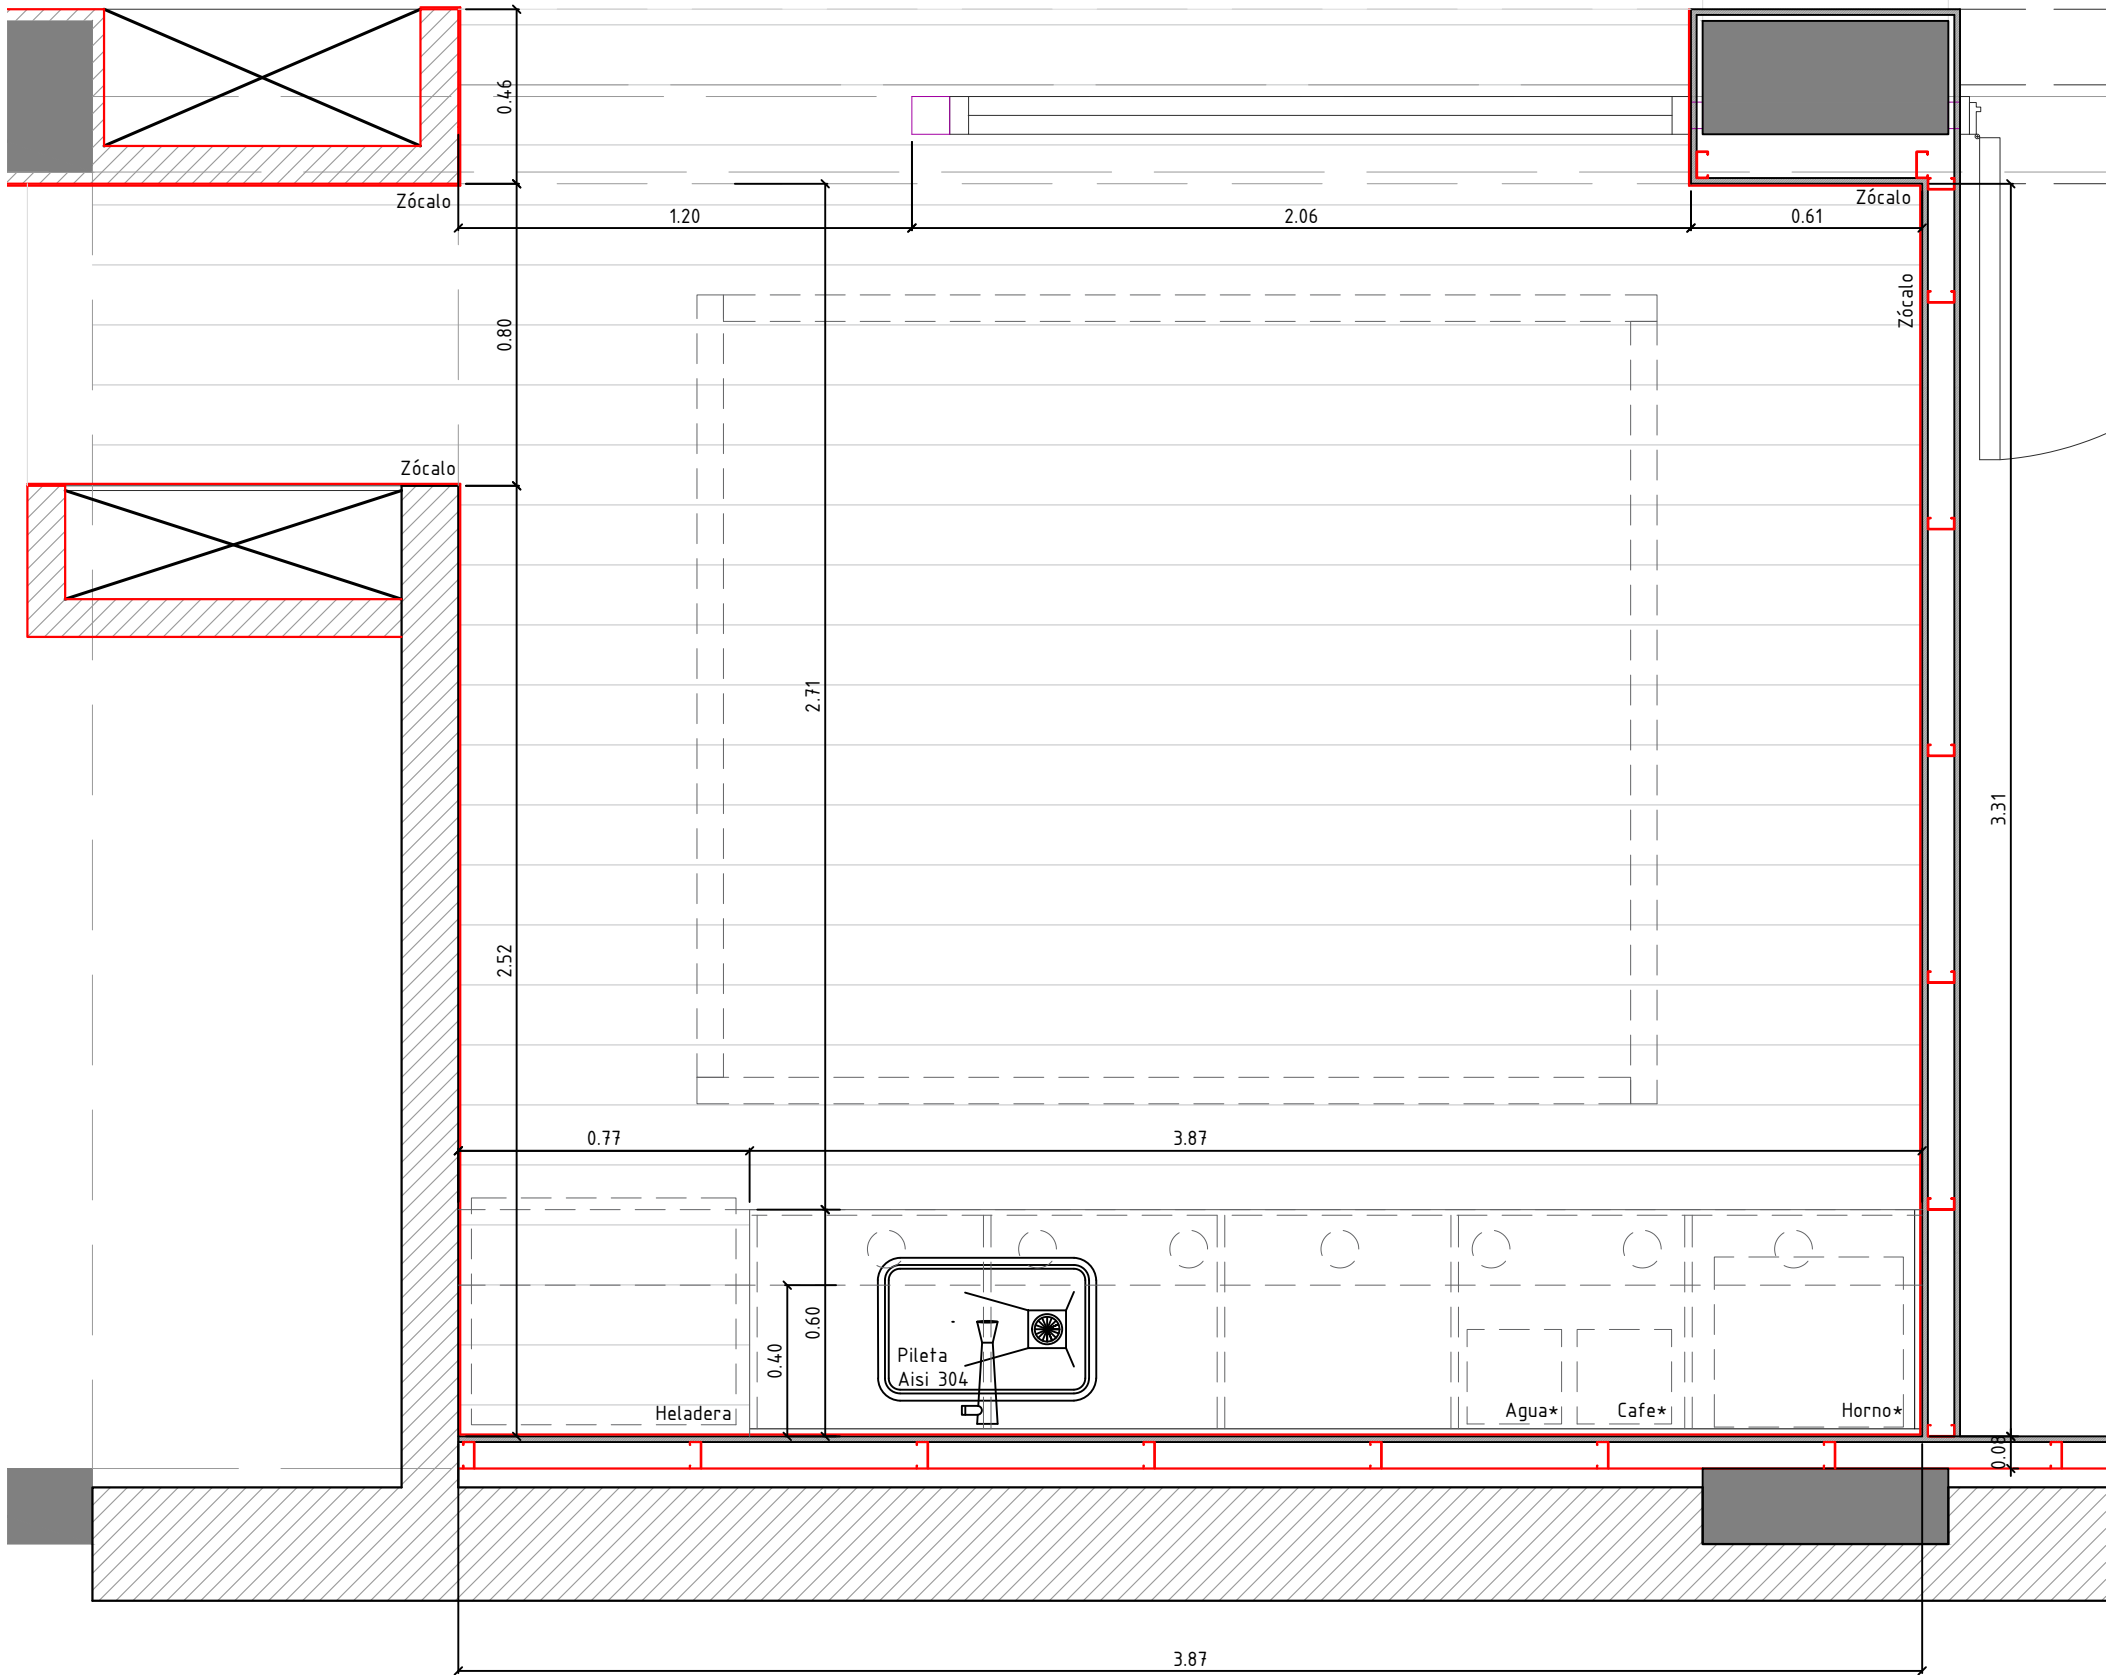 0.46
Zócalo
1.20
2.06
0.61
Zócalo
Zócalo
0.80
Zócalo
2.71
3.31
2.52
0.77
3.87
0.60
0.40
Pileta
Aisi 304
Heladera
Agua*
Cafe*
Horno*
0.08
3.87